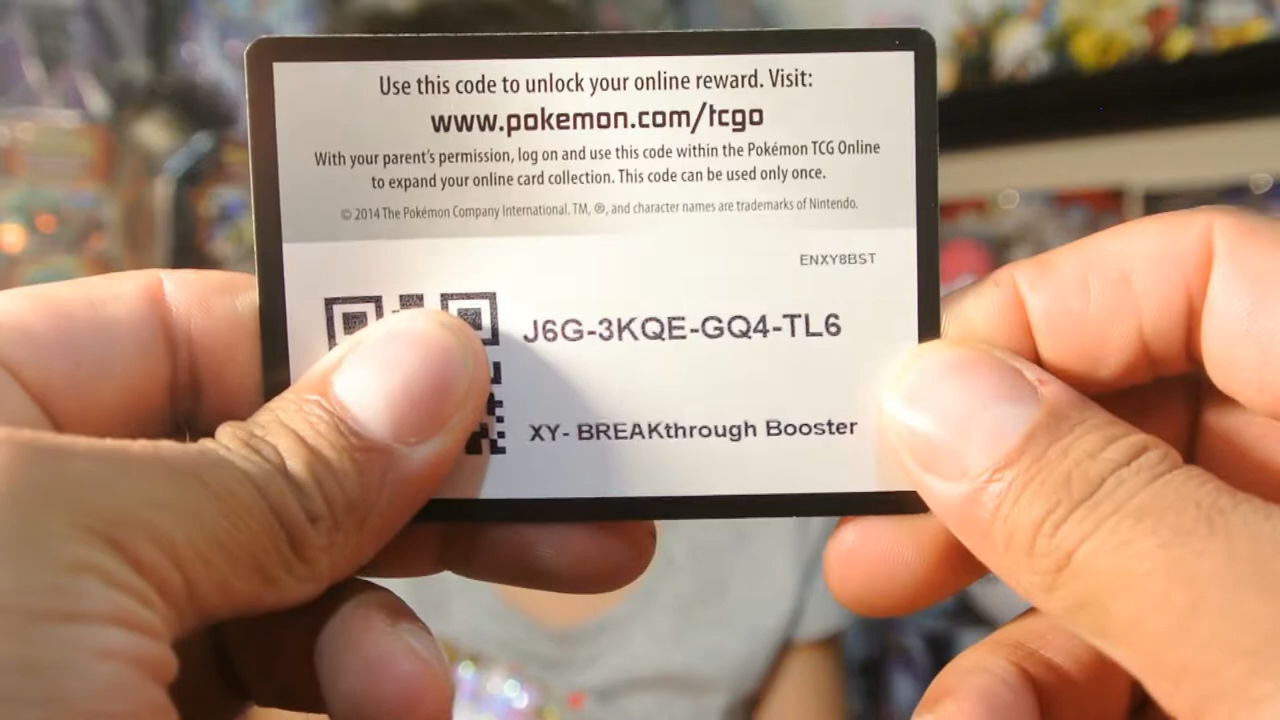 Use this code to unlock your online reward. Visit:
www.pokemon.com/tcgo
With your parent's permission, log on and use this code within the Pokémon TCG Online
to expand your online card collection. This code can be used only once.
© 2014 The Pokémon Company International. TM, ®, and character names are trademarks of Nintendo.
ENXY8BST
J6G-3KQE-GQ4-TL6
XY- BREAKthrough Booster